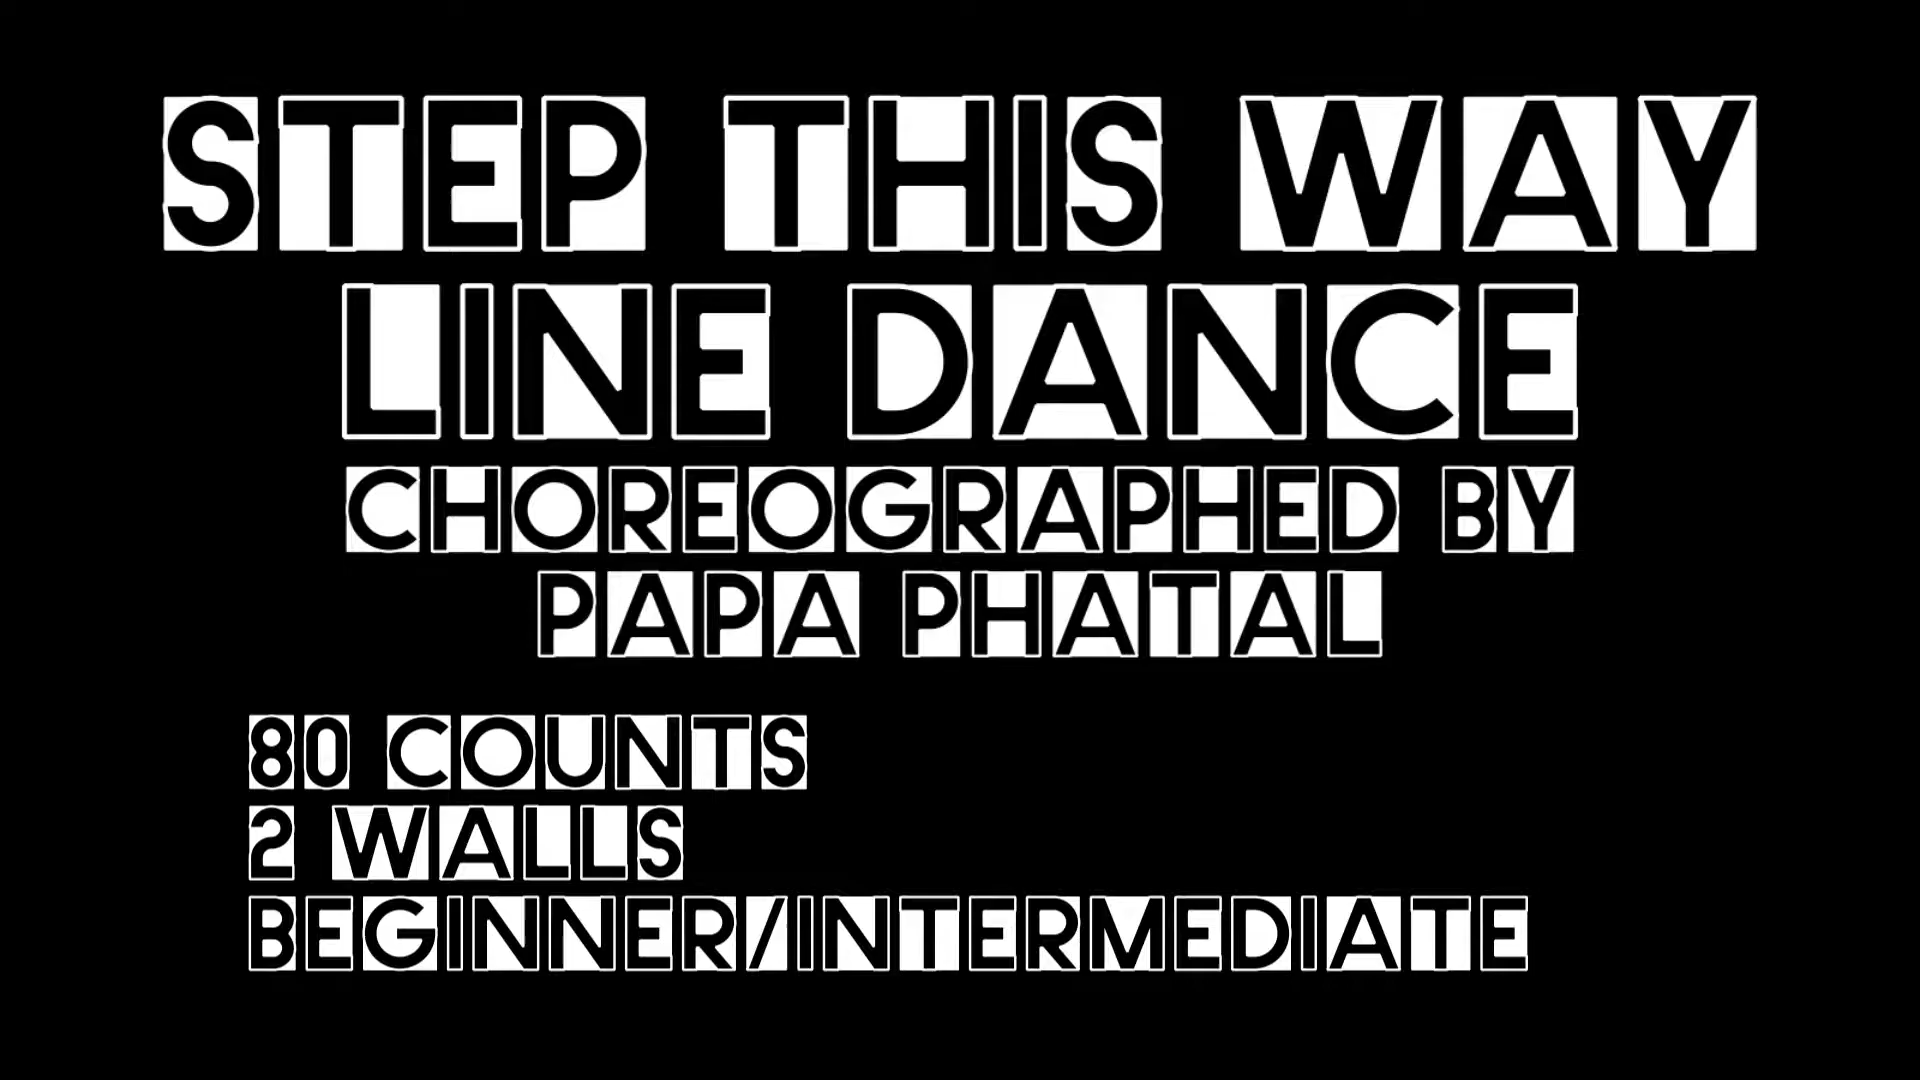 STEP THIS WAY
LINE DANCE
CHOREOGRAPHED BY
PAPA PHATAL
80 COUNTS
2 WALLS
BEGINNER/INTERMEDIATE